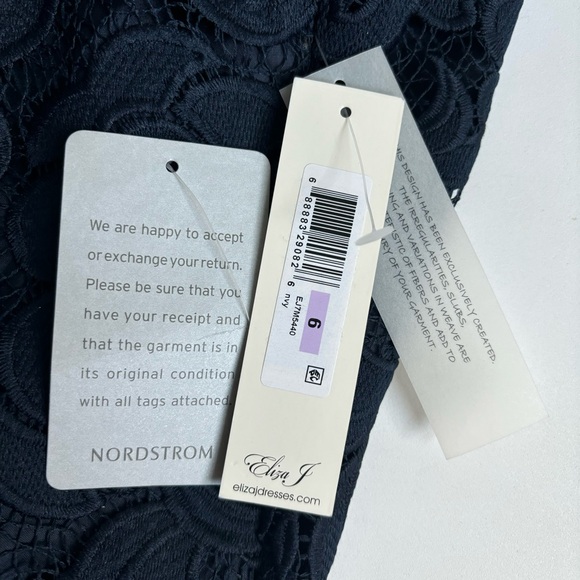 We are happy to accept
or exchange your return.
Please be sure that you
have your receipt and
that the garment is in
its original condition
with all tags attached.
NORDSTROM
6 88883 29082 6
EJ7M5440
nvy
6
Eliza J
elizajdresses.com
DESIGN HAS BEEN EXCLUSIVELY CREATED.
THE IRREGULARITIES, SLUBS,
AND VARIATIONS IN WEAVE ARE
OF FIBERS AND ADD TO
OF YOUR GARMENT.